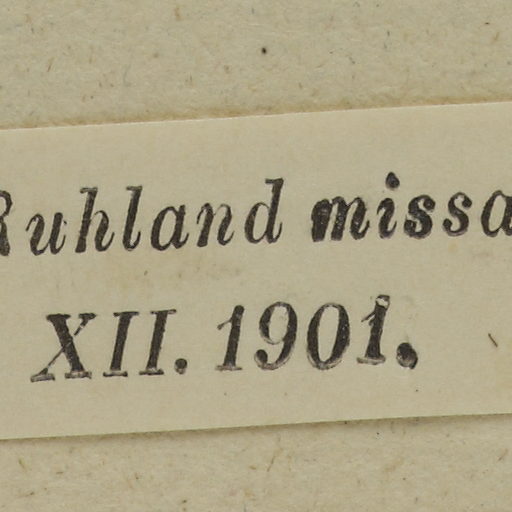 Ruhland missa
XII. 1901.